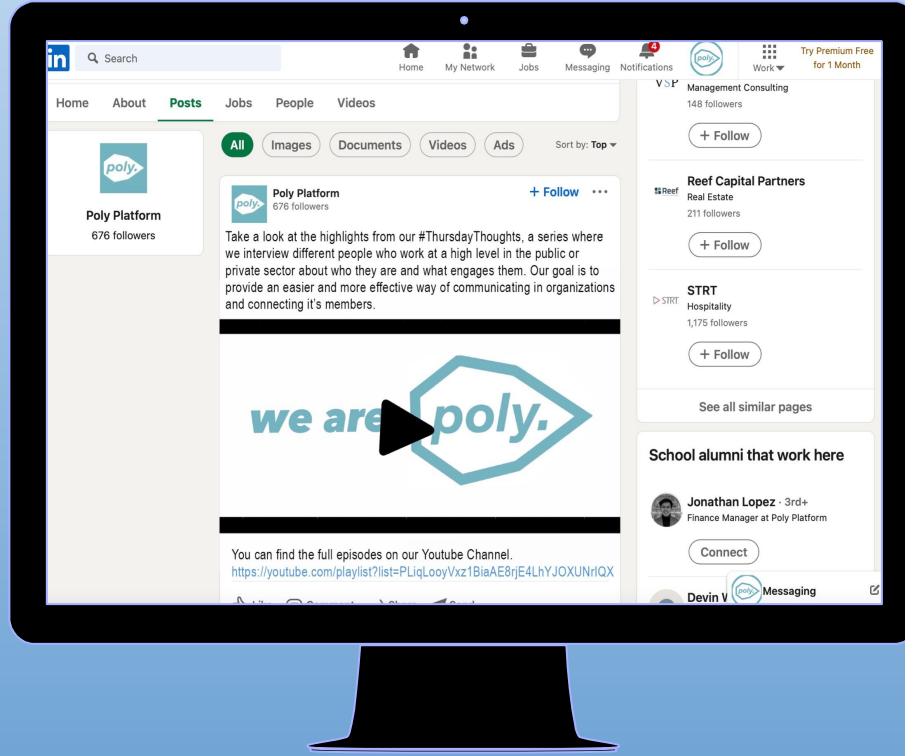 in
Search
Home
My Network
Jobs
Messaging
4
Notifications
poly.
Work
Try Premium Free
for 1 Month
Home
About
Posts
Jobs
People
Videos
poly.
Poly Platform
676 followers
All
Images
Documents
Videos
Ads
Sort by: Top
poly.
Poly Platform
676 followers
+ Follow
Take a look at the highlights from our #ThursdayThoughts, a series where
we interview different people who work at a high level in the public or
private sector about who they are and what engages them. Our goal is to
provide an easier and more effective way of communicating in organizations
and connecting it's members.
we are poly.
You can find the full episodes on our Youtube Channel.
https://youtube.com/playlist?list=PLiqLooyVxz1BiaAE8rjE4LhYJOXUNrIQX
VSP
Management Consulting
148 followers
+ Follow
Reef
Reef Capital Partners
Real Estate
211 followers
+ Follow
STRT
STRT
Hospitality
1,175 followers
+ Follow
See all similar pages
School alumni that work here
Jonathan Lopez · 3rd+
Finance Manager at Poly Platform
Connect
Devin
poly.
Messaging